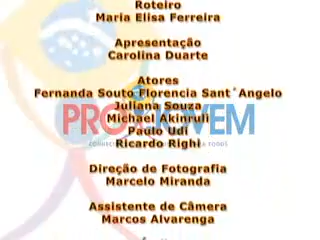 Roteiro
Maria Elisa Ferreira
Apresentação
Carolina Duarte
Atores
Fernanda Souto Florencia Sant´Angelo
Juliana Souza
Michael Akinruli
Paulo Udi
Ricardo Righi
Direção de Fotografia
Marcelo Miranda
Assistente de Câmera
Marcos Alvarenga